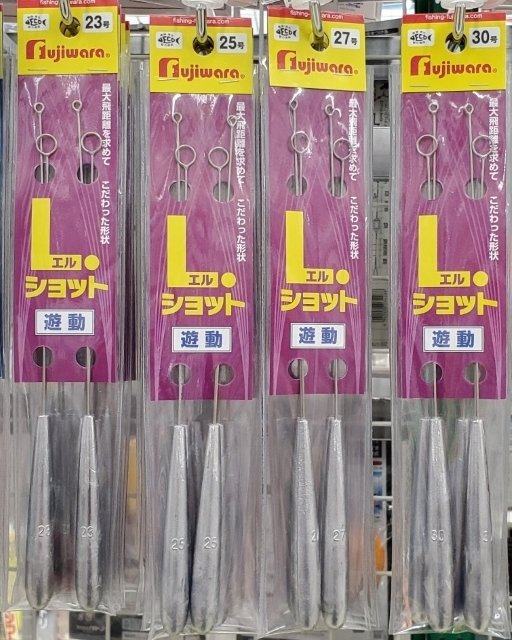 23号
Fujiwara®
最大飛距離を求めて こだわった形状
L.
エル
ショット
遊動
23
23
25号
Fujiwara®
最大飛距離を求めて こだわった形状
L.
エル
ショット
遊動
25
25
fishing-fujiwara.com
27号
Fujiwara®
最大飛距離を求めて こだわった形状
L.
エル
ショット
遊動
27
30号
Fujiwara®
最大飛距離を求めて こだわった形状
L.
エル
ショット
遊動
30